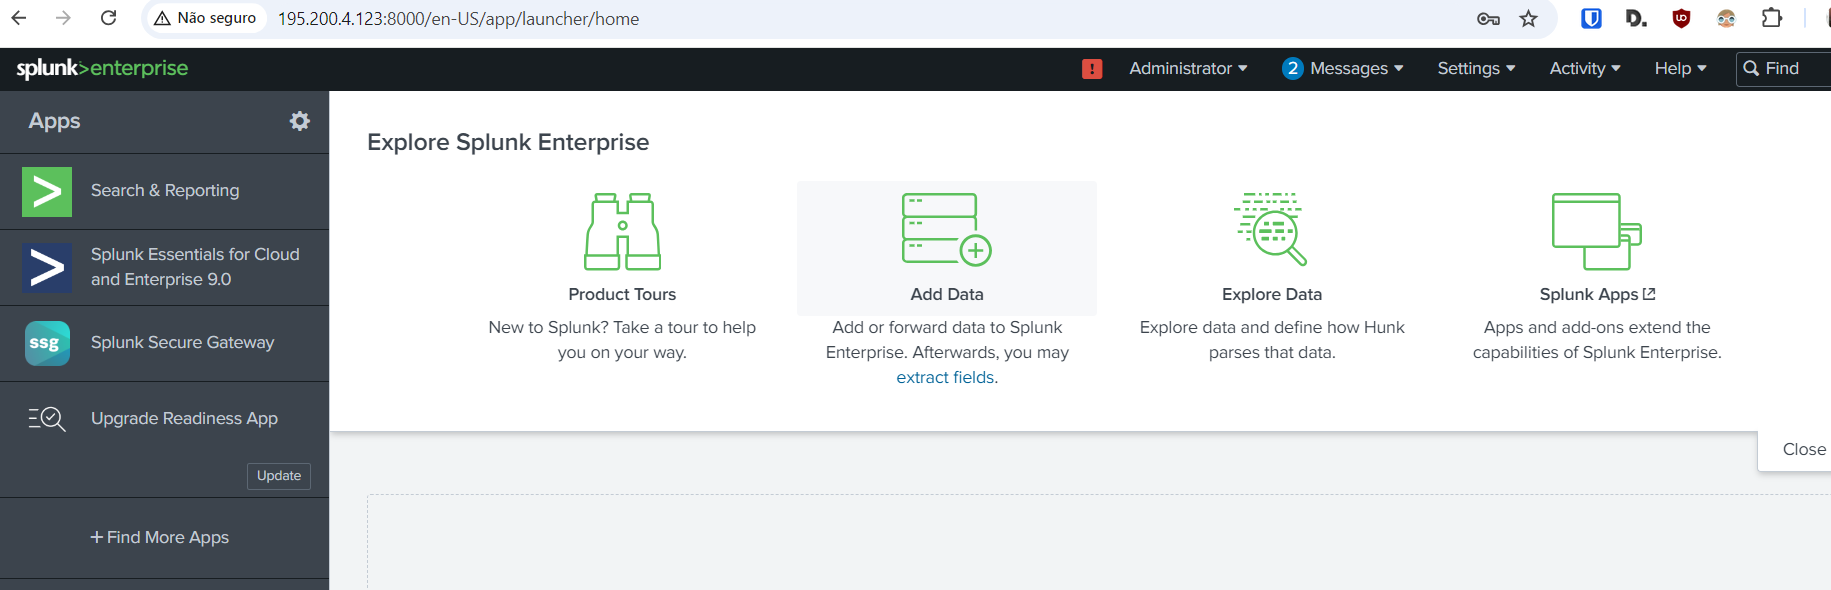 Não seguro
195.200.4.123:8000/en-US/app/launcher/home
splunk>enterprise
!
Administrator
2 Messages
Settings
Activity
Help
Find
Apps
Search & Reporting
Splunk Essentials for Cloud
and Enterprise 9.0
ssg
Splunk Secure Gateway
Upgrade Readiness App
Update
+ Find More Apps
Explore Splunk Enterprise
Product Tours
New to Splunk? Take a tour to help
you on your way.
Add Data
Add or forward data to Splunk
Enterprise. Afterwards, you may
extract fields.
Explore Data
Explore data and define how Hunk
parses that data.
Splunk Apps
Apps and add-ons extend the
capabilities of Splunk Enterprise.
Close